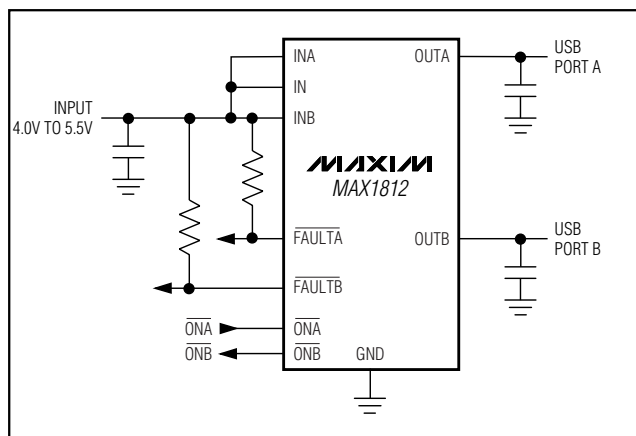 INPUT
4.0V TO 5.5V
INA
IN
INB
FAULTA
FAULTB
ONA
ONB
ONA
ONB
GND
MAXIM
MAX1812
OUTA
OUTB
USB
PORT A
USB
PORT B